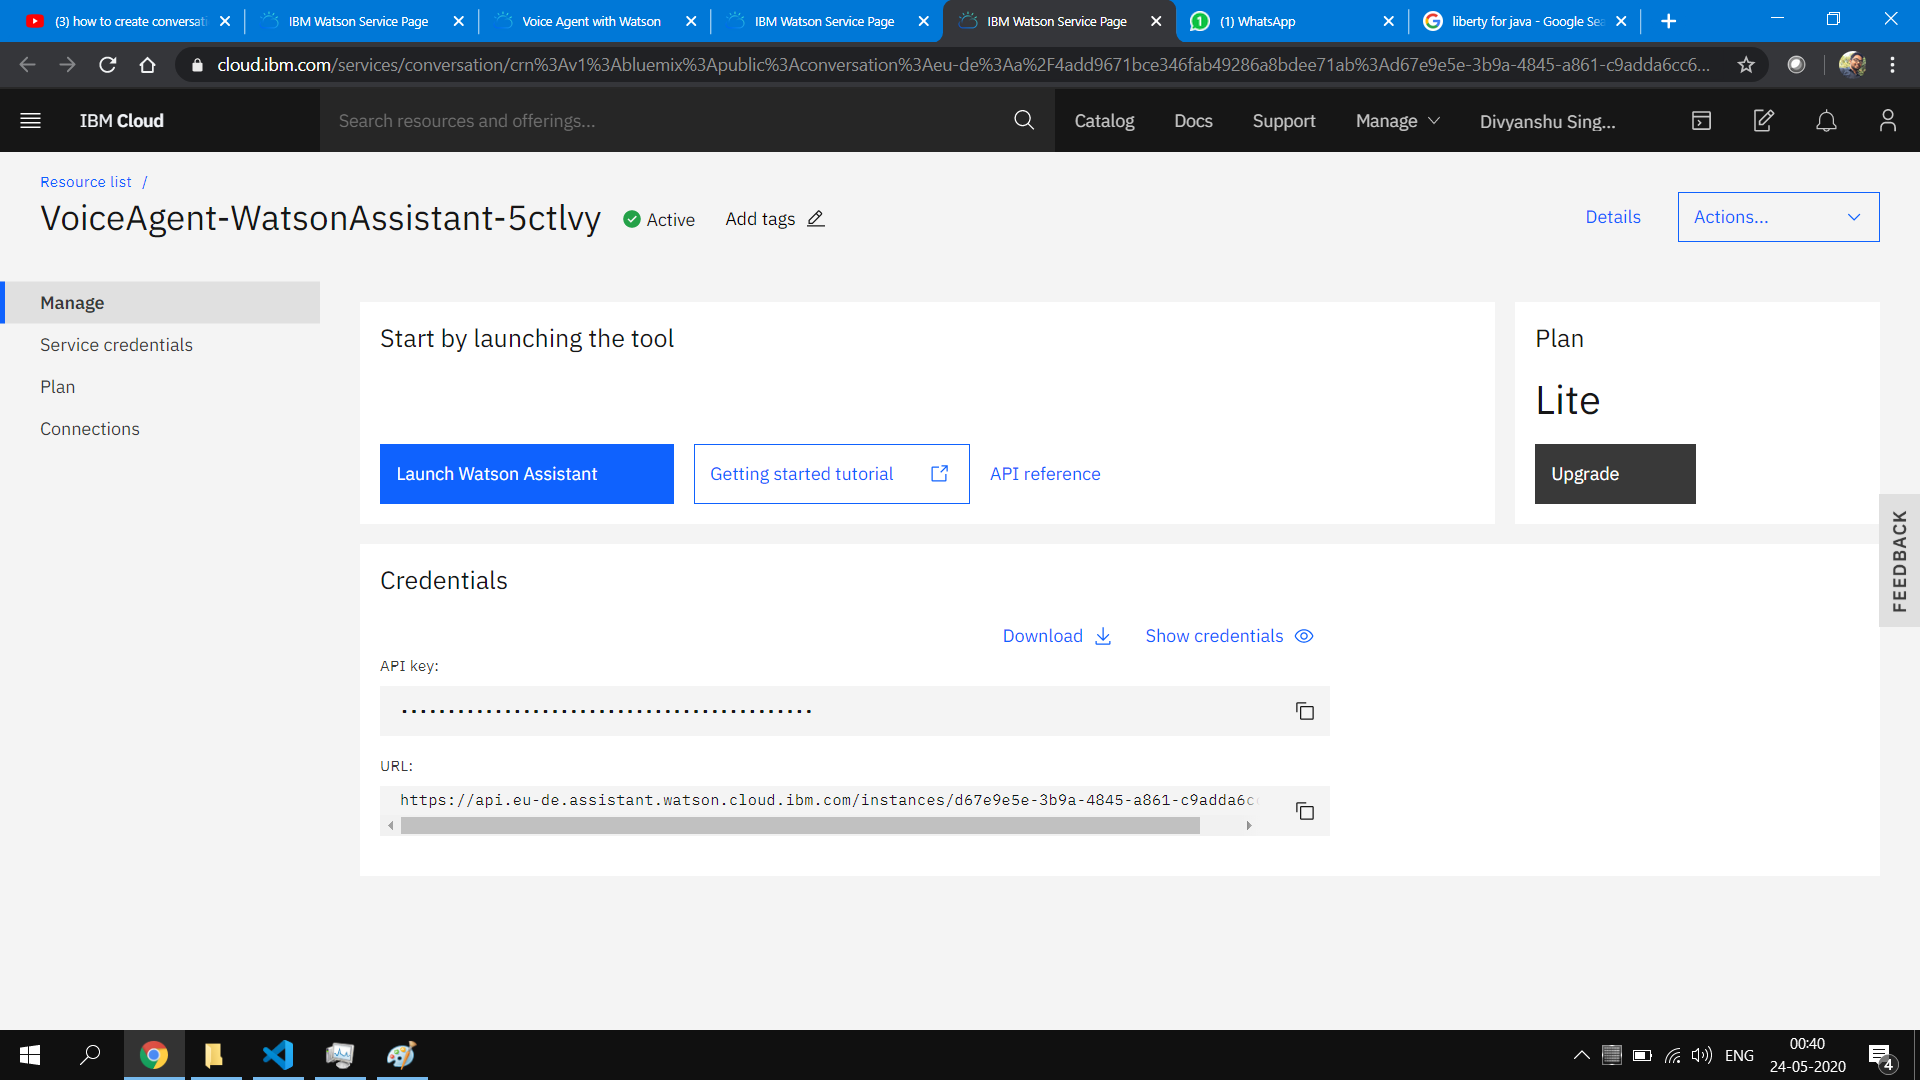 (3) how to create conversati
IBM Watson Service Page
Voice Agent with Watson
IBM Watson Service Page
IBM Watson Service Page
1
(1) WhatsApp
liberty for java - Google Sea
cloud.ibm.com/services/conversation/crn%3Av1%3Abluemix%3Apublic%3Aconversation%3Aeu-de%3Aa%2F4add9671bce346fab49286a8bdee71ab%3Ad67e9e5e-3b9a-4845-a861-c9adda6cc6...
IBM Cloud
Search resources and offerings...
Catalog
Docs
Support
Manage
Divyanshu Sing...
Resource list /
VoiceAgent-WatsonAssistant-5ctlvy
Active
Add tags
Details
Actions...
Manage
Service credentials
Plan
Connections
Start by launching the tool
Launch Watson Assistant
Getting started tutorial
API reference
Plan
Lite
Upgrade
FEEDBACK
Credentials
Download
Show credentials
API key:
URL:
https://api.eu-de.assistant.watson.cloud.ibm.com/instances/d67e9e5e-3b9a-4845-a861-c9adda6c
ENG
00:40
24-05-2020
4